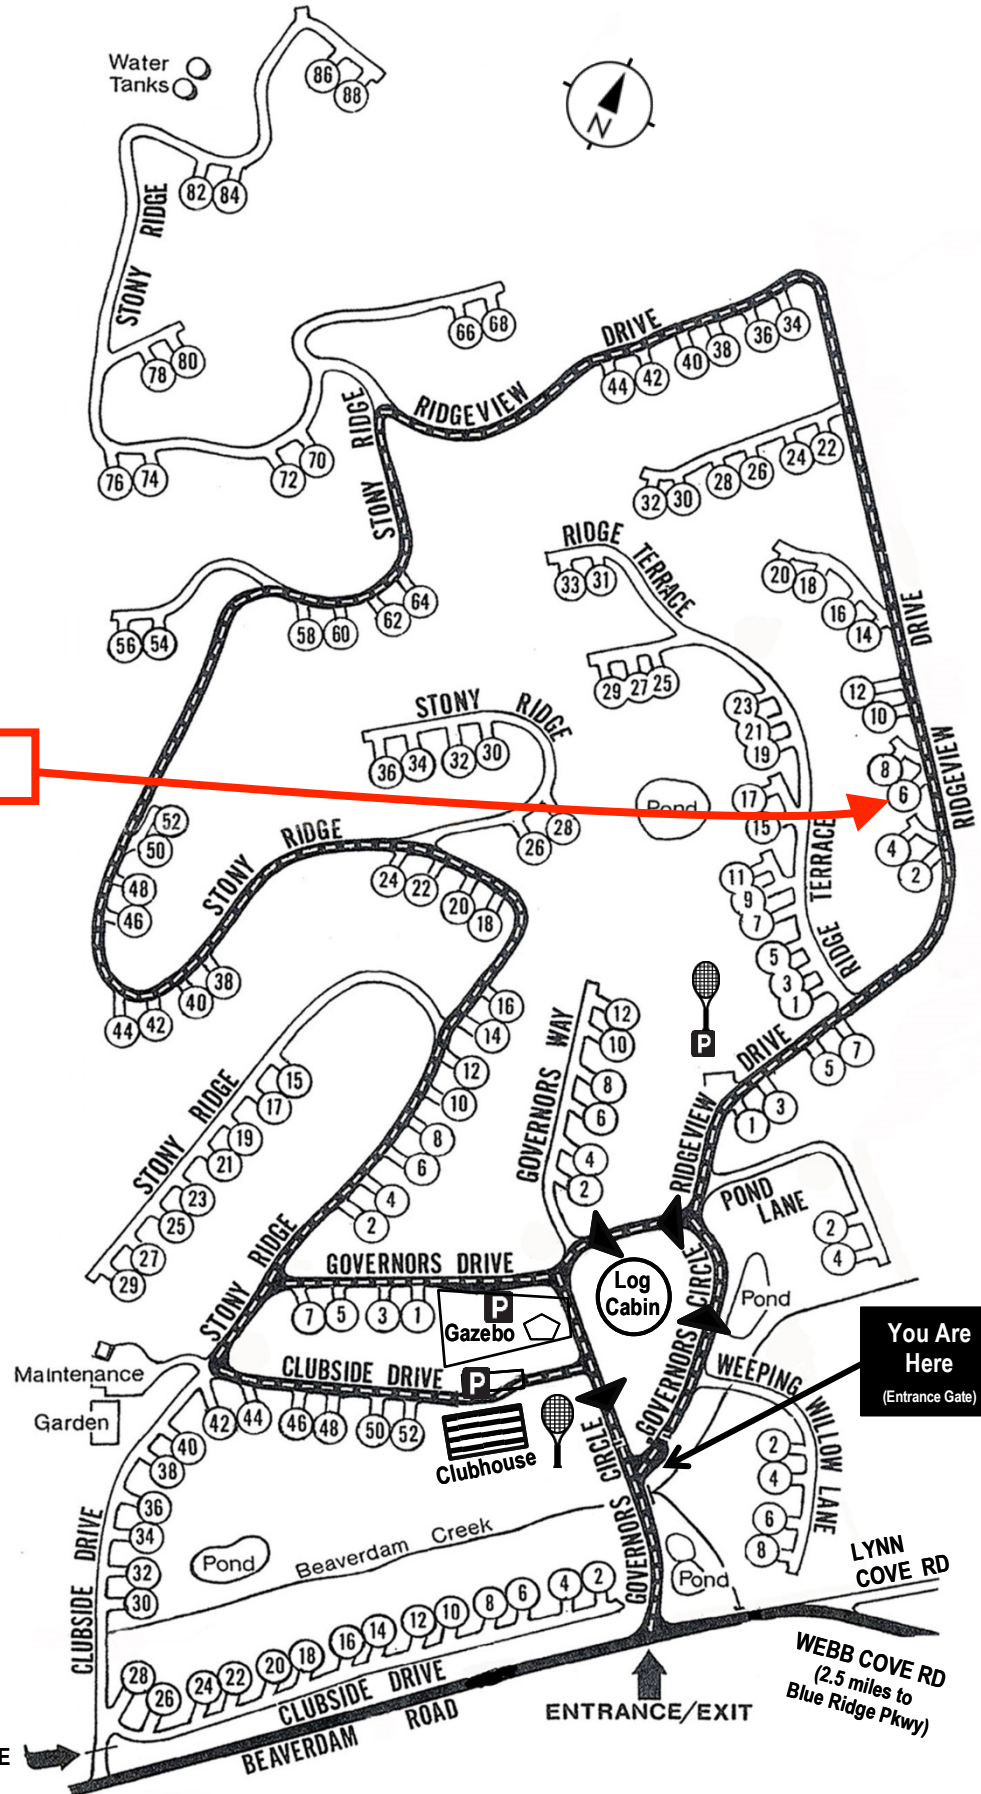 Water
Tanks
86
88
N
82
84
STONY RIDGE
80
78
66
68
DRIVE
34
36
38
40
42
44
RIDGEVIEW
RIDGE
STONY
70
72
74
76
22
24
26
28
30
32
RIDGE TERRACE
33
31
20
18
16
14
DRIVE
64
62
60
58
56
54
29
27
25
23
21
19
12
10
8
6
RIDGEVIEW
STONY RIDGE
36
34
32
30
28
26
Pond
17
15
TERRACE
4
2
52
50
48
46
STONY RIDGE
24
22
20
18
11
9
7
5
3
1
RIDGE
44
42
40
38
16
14
12
10
8
6
4
2
GOVERNORS WAY
12
10
8
6
4
2
P
DRIVE
7
5
3
1
RIDGEVIEW
STONY RIDGE
15
17
19
21
23
25
27
29
POND
LANE
2
4
STONY RIDGE
GOVERNORS DRIVE
7
5
3
1
P
Gazebo
Log
Cabin
GOVERNORS CIRCLE
Pond
You Are
Here
(Entrance Gate)
Maintenance
Garden
CLUBSIDE DRIVE
P
42
44
46
48
50
52
Clubhouse
GOVERNORS CIRCLE
WEEPING WILLOW LANE
2
4
6
8
40
38
36
34
32
30
CLUBSIDE DRIVE
Pond
Beaverdam Creek
Pond
LYNN
COVE RD
28
26
24
22
20
18
16
14
12
10
8
6
4
2
CLUBSIDE DRIVE
BEAVERDAM ROAD
ENTRANCE/EXIT
WEBB COVE RD
(2.5 miles to
Blue Ridge Pkwy)
E